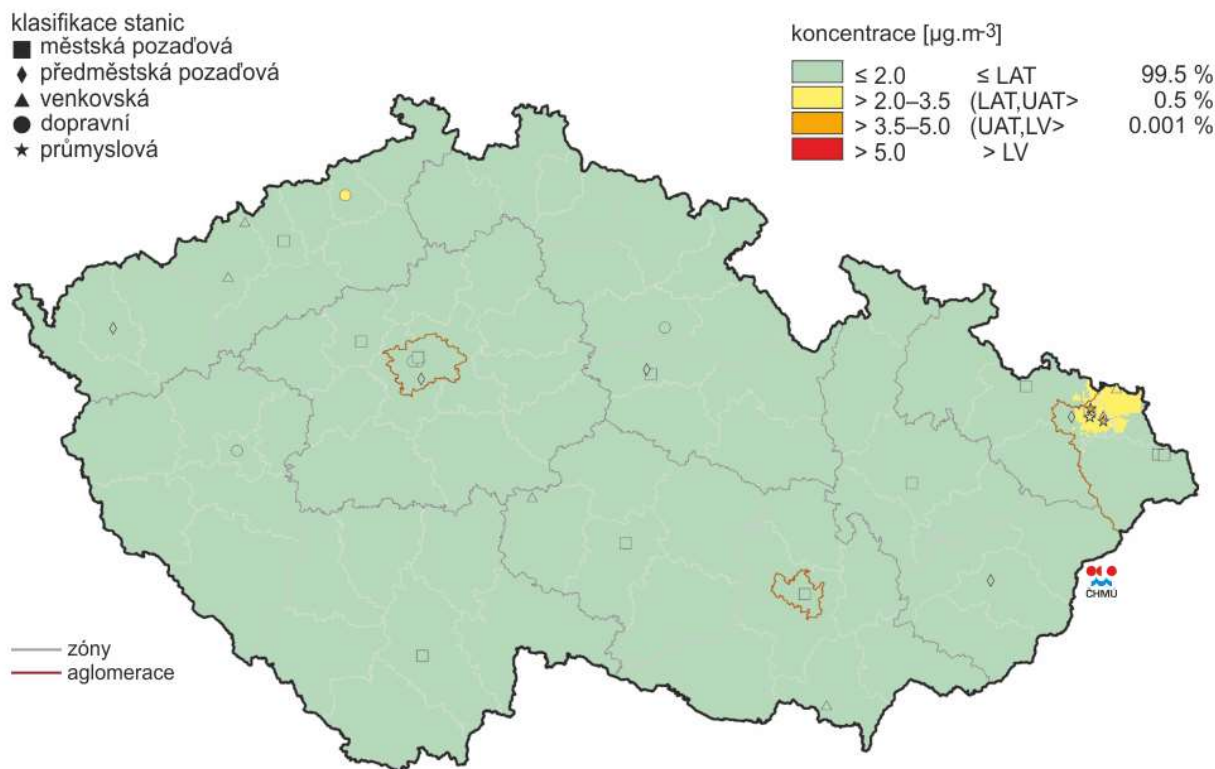 klasifikace stanic
městská pozaďová
předměstská pozaďová
venkovská
dopravní
průmyslová
koncentrace [µg.m-³]
≤ 2.0 ≤ LAT 99.5 %
> 2.0–3.5 (LAT,UAT> 0.5 %
> 3.5–5.0 (UAT,LV> 0.001 %
> 5.0 > LV
ČHMÚ
zóny
aglomerace